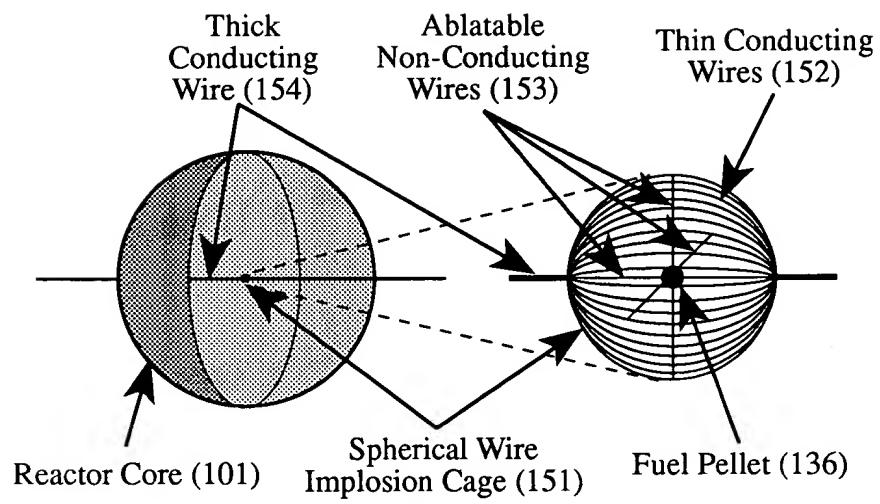 Thick
Conducting
Wire (154)
Ablatable
Non-Conducting
Wires (153)
Thin Conducting
Wires (152)
Reactor Core (101)
Spherical Wire
Implosion Cage (151)
Fuel Pellet (136)